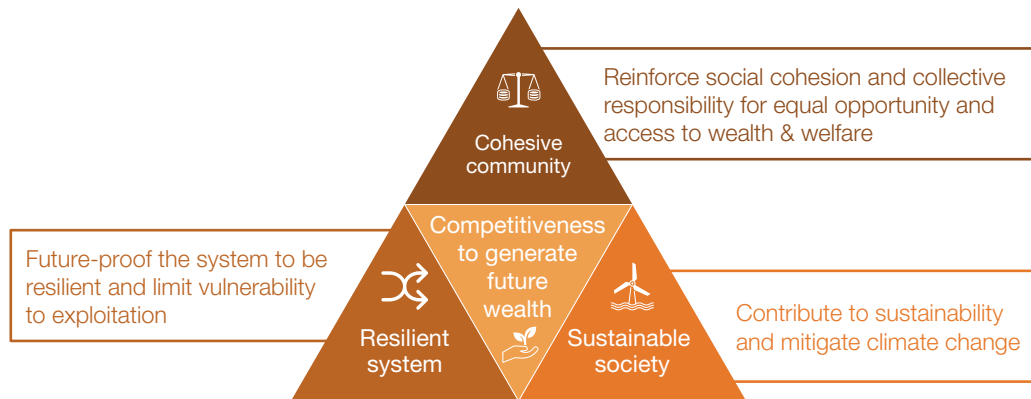 Cohesive
community
Reinforce social cohesion and collective
responsibility for equal opportunity and
access to wealth & welfare
Competitiveness
to generate
future
wealth
Future-proof the system to be
resilient and limit vulnerability
to exploitation
Resilient
system
Sustainable
society
Contribute to sustainability
and mitigate climate change